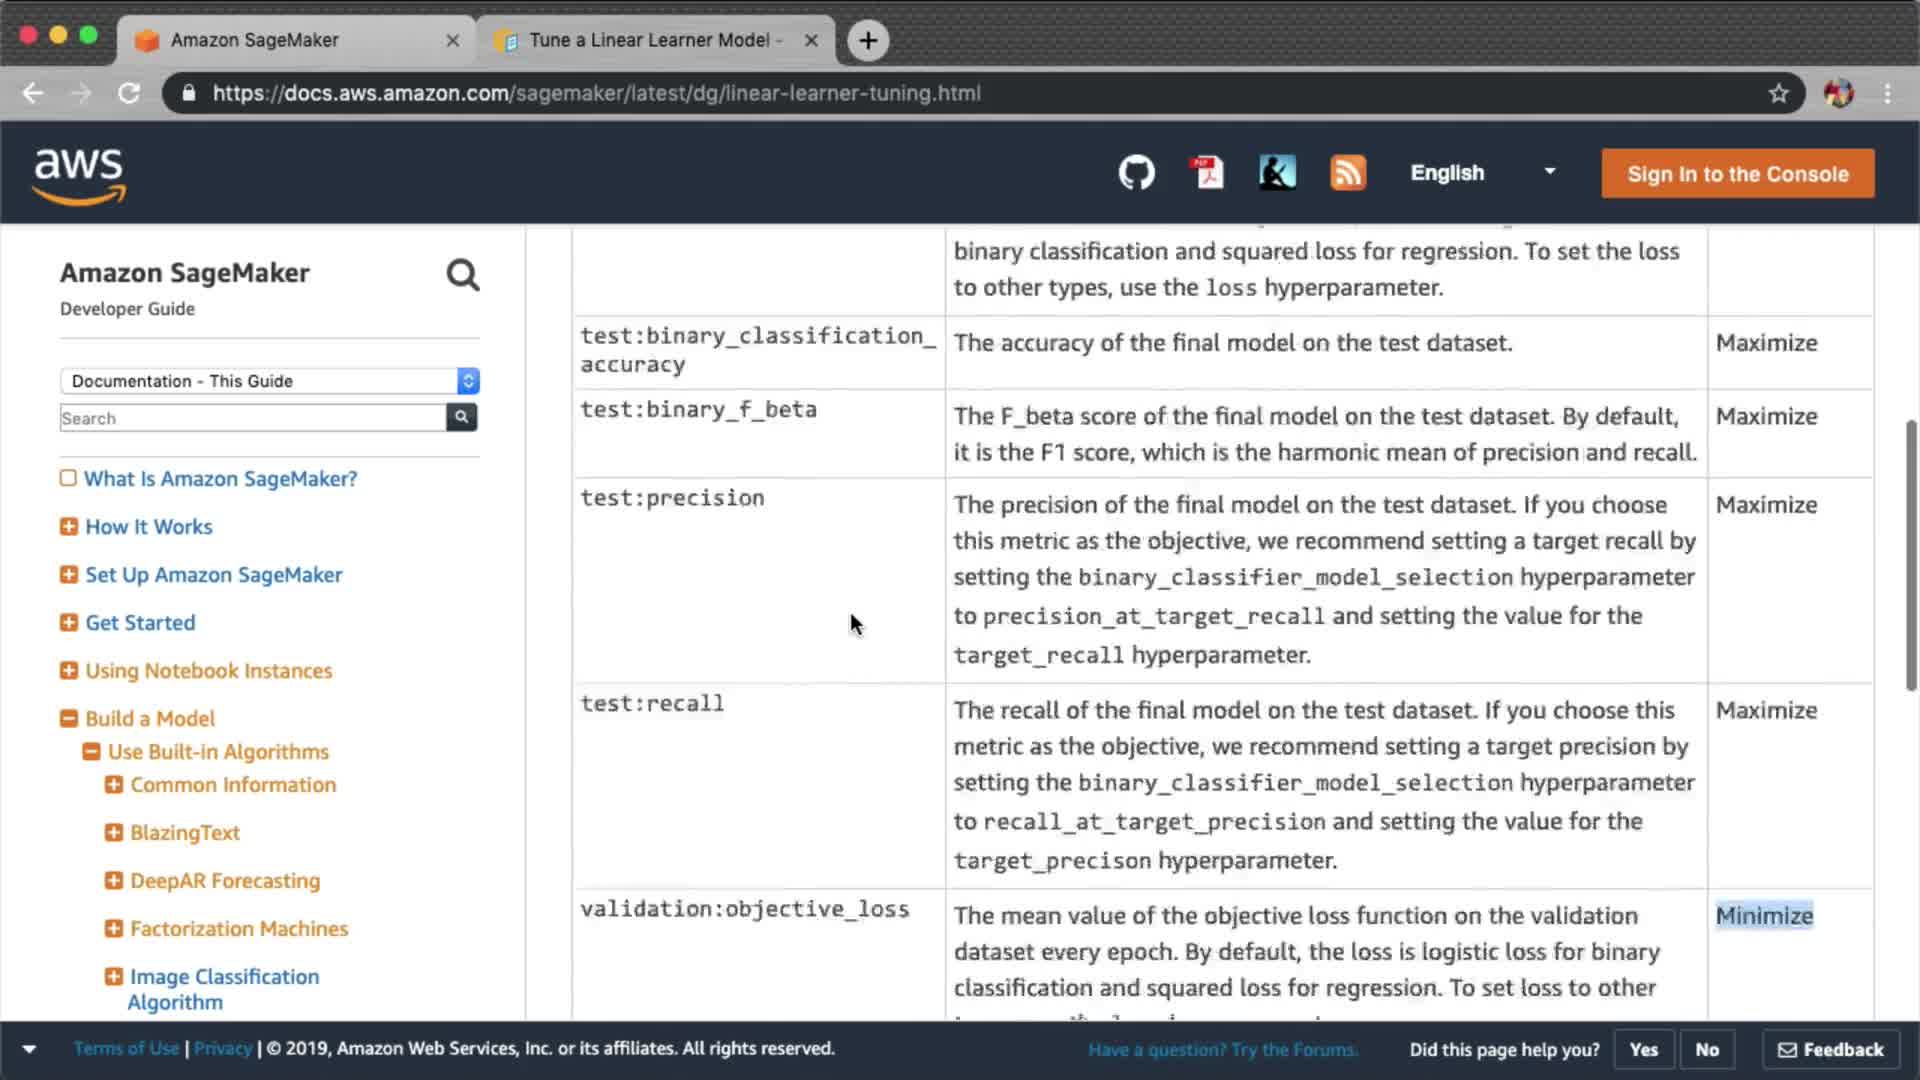 Amazon SageMaker
Tune a Linear Learner Model -
https://docs.aws.amazon.com/sagemaker/latest/dg/linear-learner-tuning.html
aws
PDF
English
Sign In to the Console
Amazon SageMaker
Developer Guide
Documentation - This Guide
Search
What Is Amazon SageMaker?
How It Works
Set Up Amazon SageMaker
Get Started
Using Notebook Instances
Build a Model
Use Built-in Algorithms
Common Information
BlazingText
DeepAR Forecasting
Factorization Machines
Image Classification
Algorithm
binary classification and squared loss for regression. To set the loss
to other types, use the loss hyperparameter.
test:binary_classification_
accuracy
The accuracy of the final model on the test dataset.
Maximize
test:binary_f_beta
The F_beta score of the final model on the test dataset. By default,
it is the F1 score, which is the harmonic mean of precision and recall.
Maximize
test:precision
The precision of the final model on the test dataset. If you choose
this metric as the objective, we recommend setting a target recall by
setting the binary_classifier_model_selection hyperparameter
to precision_at_target_recall and setting the value for the
target_recall hyperparameter.
Maximize
test:recall
The recall of the final model on the test dataset. If you choose this
metric as the objective, we recommend setting a target precision by
setting the binary_classifier_model_selection hyperparameter
to recall_at_target_precision and setting the value for the
target_precison hyperparameter.
Maximize
validation:objective_loss
The mean value of the objective loss function on the validation
dataset every epoch. By default, the loss is logistic loss for binary
classification and squared loss for regression. To set loss to other
Minimize
Terms of Use | Privacy | © 2019, Amazon Web Services, Inc. or its affiliates. All rights reserved.
Have a question? Try the Forums.
Did this page help you?
Yes
No
Feedback